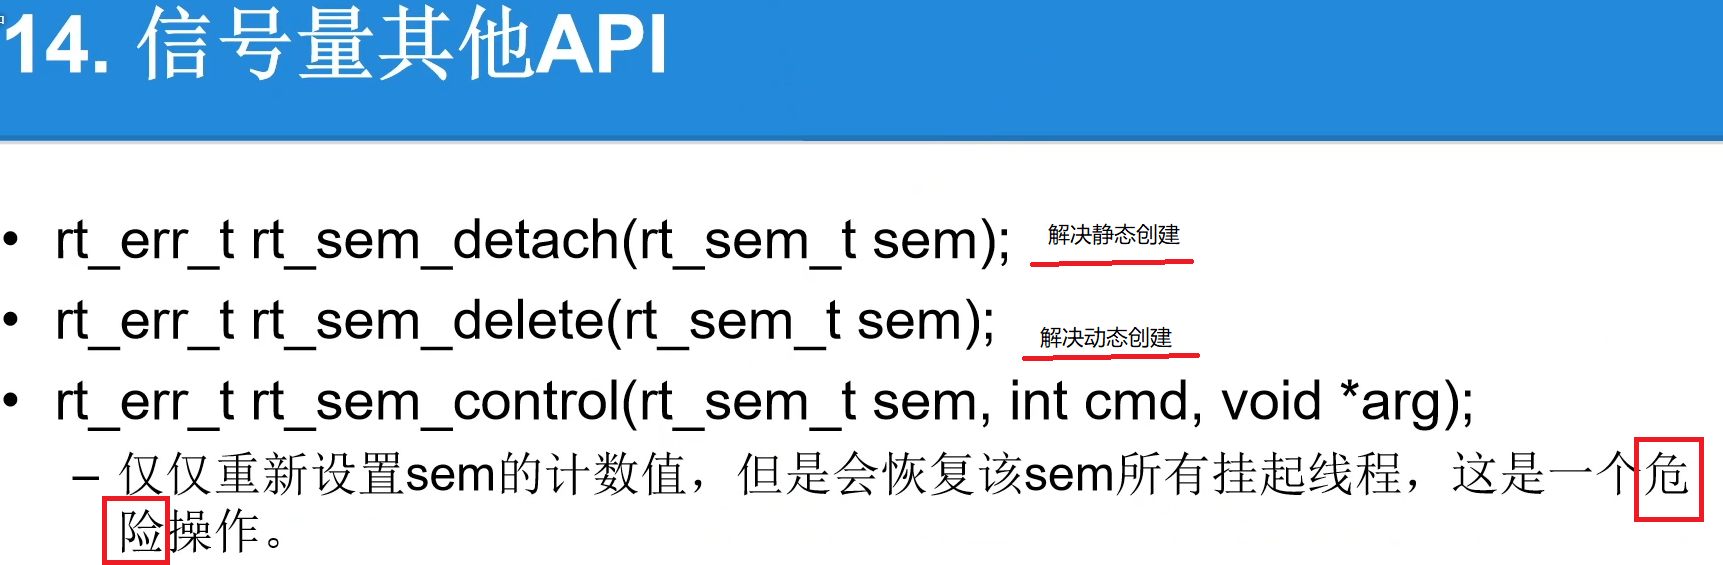 14. 信号量其他API
• rt_err_t rt_sem_detach(rt_sem_t sem); 解决静态创建
• rt_err_t rt_sem_delete(rt_sem_t sem); 解决动态创建
• rt_err_t rt_sem_control(rt_sem_t sem, int cmd, void *arg);
– 仅仅重新设置sem的计数值，但是会恢复该sem所有挂起线程，这是一个危
险操作。